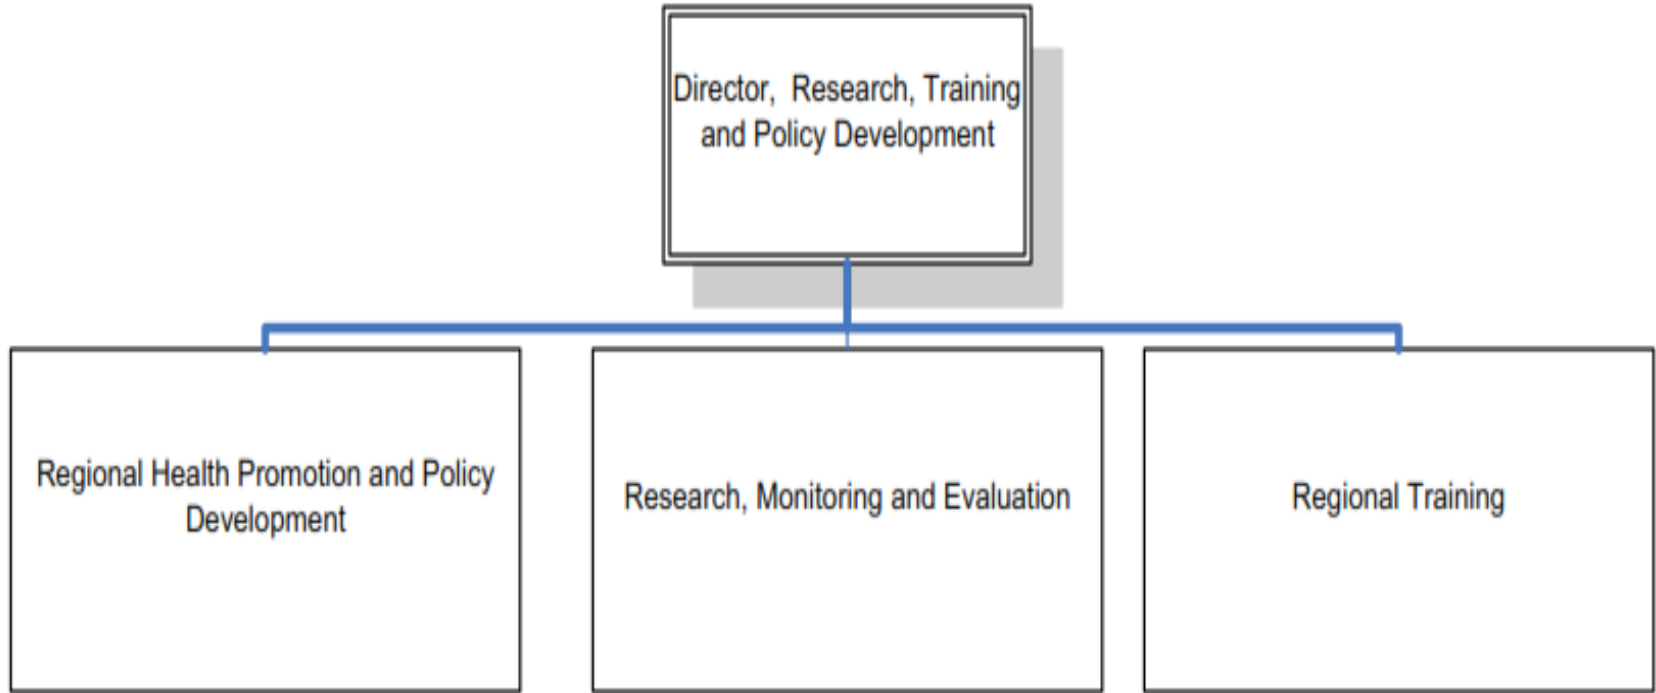 Director, Research, Training
and Policy Development
Regional Health Promotion and Policy
Development
Research, Monitoring and Evaluation
Regional Training